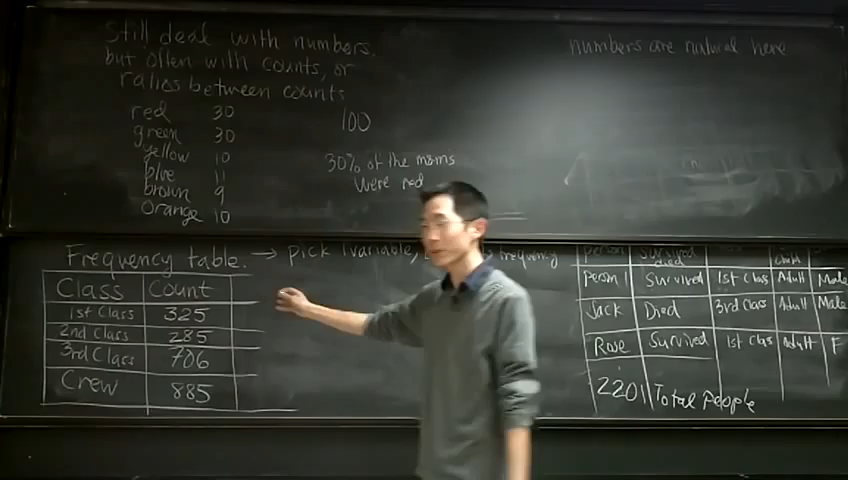 Still deal with numbers,
but often with counts, or
ratios between counts
red 30
green 30
yellow 10
blue 11
brown 9
orange 10
100
30% of the m&ms
were red
numbers are natural here
Frequency table. → pick 1 variable, frequency
Class Count
1st Class 325
2nd Class 285
3rd Class 706
Crew 885
person survived
died
child
Person 1 Survived 1st Class Adult Male
Jack Died 3rd Class Adult Male
Rose Survived 1st Class Adult F
2201 Total People